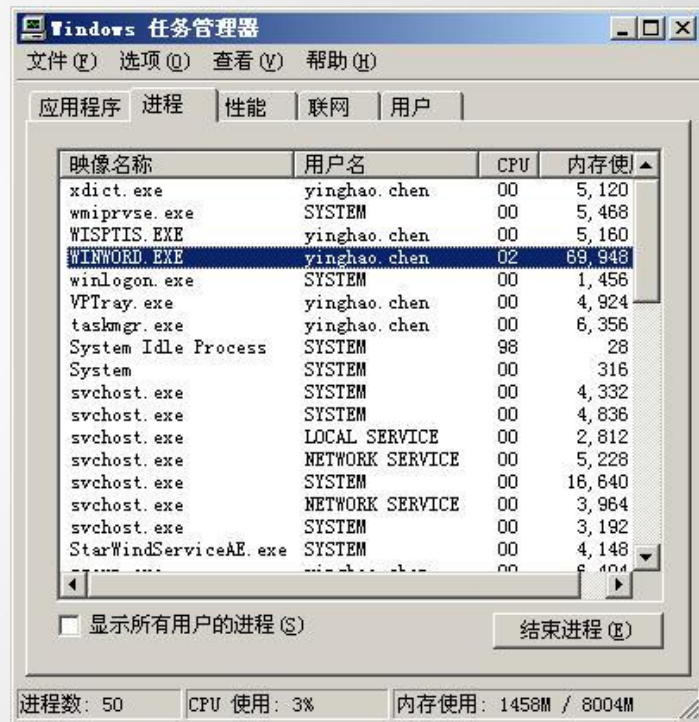 Windows 任务管理器
文件(F) 选项(O) 查看(V) 帮助(H)
应用程序 进程 性能 联网 用户
映像名称 用户名 CPU 内存使
xdict.exe yinghao.chen 00 5,120
wmiprvse.exe SYSTEM 00 5,468
WISPTIS.EXE yinghao.chen 00 5,160
WINWORD.EXE yinghao.chen 02 69,948
winlogon.exe SYSTEM 00 1,456
VPTray.exe yinghao.chen 00 4,924
taskmgr.exe yinghao.chen 00 6,356
System Idle Process SYSTEM 98 28
System SYSTEM 00 316
svchost.exe SYSTEM 00 4,332
svchost.exe SYSTEM 00 4,836
svchost.exe LOCAL SERVICE 00 2,812
svchost.exe NETWORK SERVICE 00 5,228
svchost.exe SYSTEM 00 16,640
svchost.exe NETWORK SERVICE 00 3,964
svchost.exe SYSTEM 00 3,192
StarWindServiceAE.exe SYSTEM 00 4,148
显示所有用户的进程(S)
结束进程(E)
进程数: 50 CPU 使用: 3% 内存使用: 1458M / 8004M